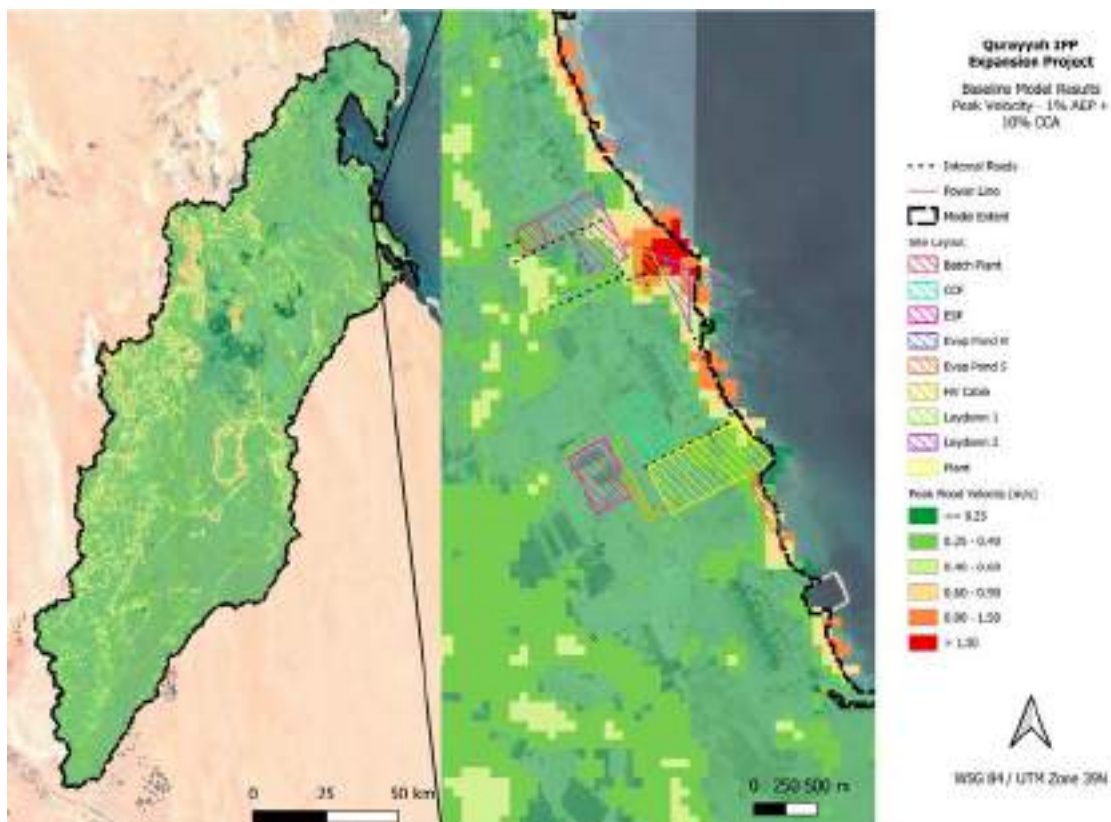 Qurayyah IPP
Expansion Project
Baseline Model Results
Peak Velocity - 1% AEP +
10% CCA
Internal Roads
Power Line
Model Extent
Site Layout
Batch Plant
CCP
ESP
Evap Pond N
Evap Pond S
HV Cable
Laydown 1
Laydown 2
Plant
Peak Flood Velocity (m/s)
<= 0.25
0.25 - 0.40
0.40 - 0.60
0.60 - 0.90
0.90 - 1.50
> 1.50
WSG 84 / UTM Zone 39N
0 25 50 km
0 250 500 m